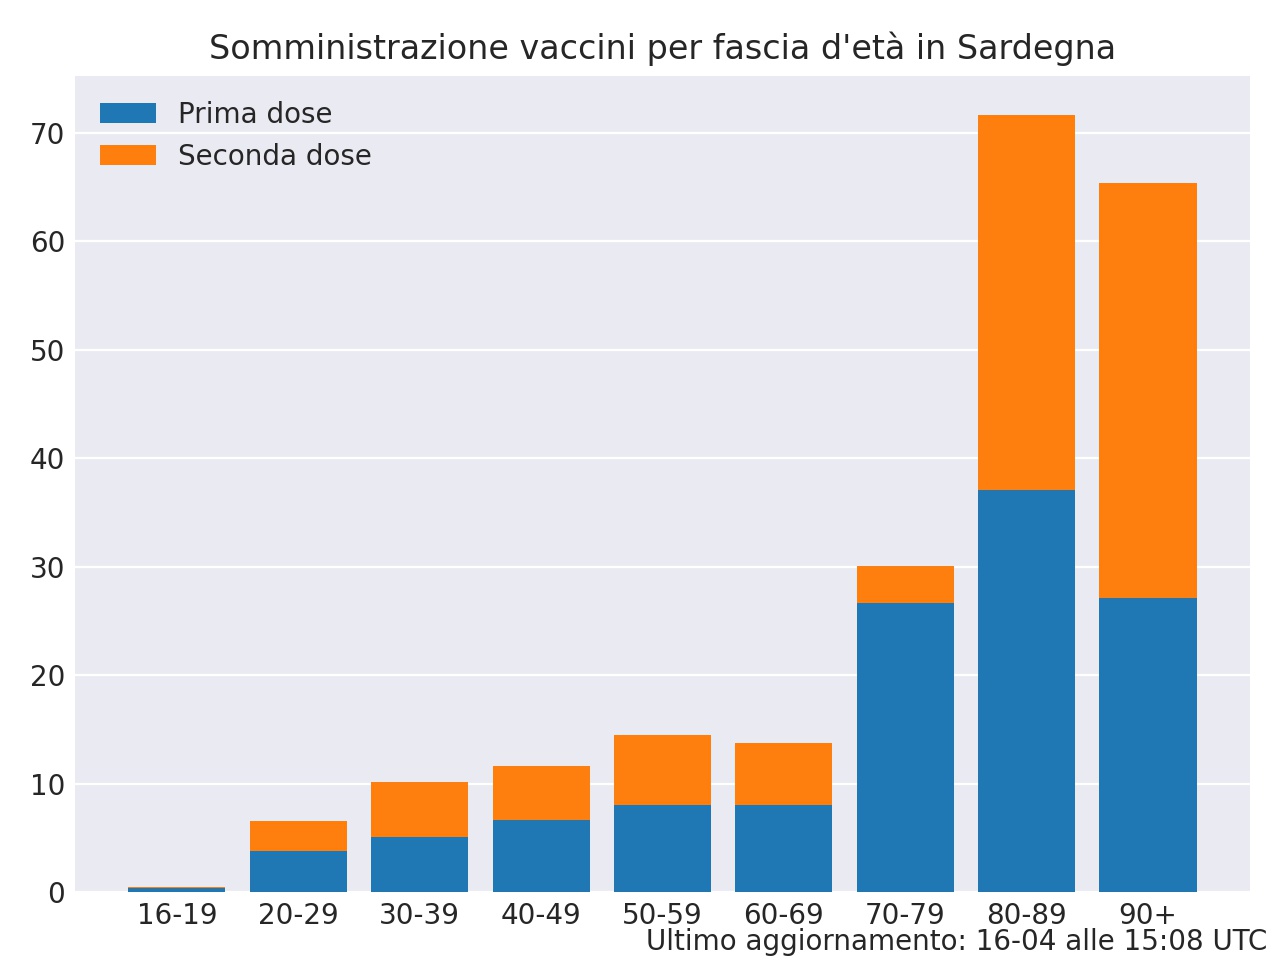 Somministrazione vaccini per fascia d'età in Sardegna
Prima dose
Seconda dose
70
60
50
40
30
20
10
0
16-19 20-29 30-39 40-49 50-59 60-69 70-79 80-89 90+
Ultimo aggiornamento: 16-04 alle 15:08 UTC